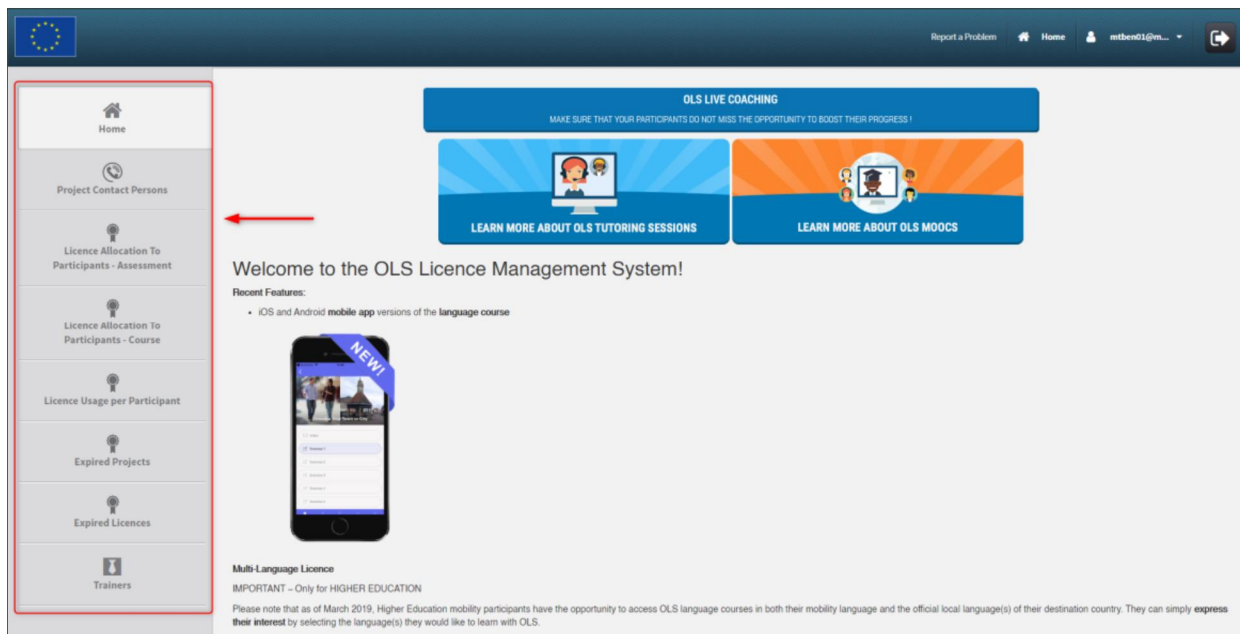 Report a Problem
Home
mtben01@m...
Home
Project Contact Persons
Licence Allocation To
Participants - Assessment
Licence Allocation To
Participants - Course
Licence Usage per Participant
Expired Projects
Expired Licences
Trainers
OLS LIVE COACHING
MAKE SURE THAT YOUR PARTICIPANTS DO NOT MISS THE OPPORTUNITY TO BOOST THEIR PROGRESS !
LEARN MORE ABOUT OLS TUTORING SESSIONS
LEARN MORE ABOUT OLS MOOCS
Welcome to the OLS Licence Management System!
Recent Features:
• iOS and Android mobile app versions of the language course
NEW!
Multi-Language Licence
IMPORTANT – Only for HIGHER EDUCATION
Please note that as of March 2019, Higher Education mobility participants have the opportunity to access OLS language courses in both their mobility language and the official local language(s) of their destination country. They can simply express
their interest by selecting the language(s) they would like to learn with OLS.